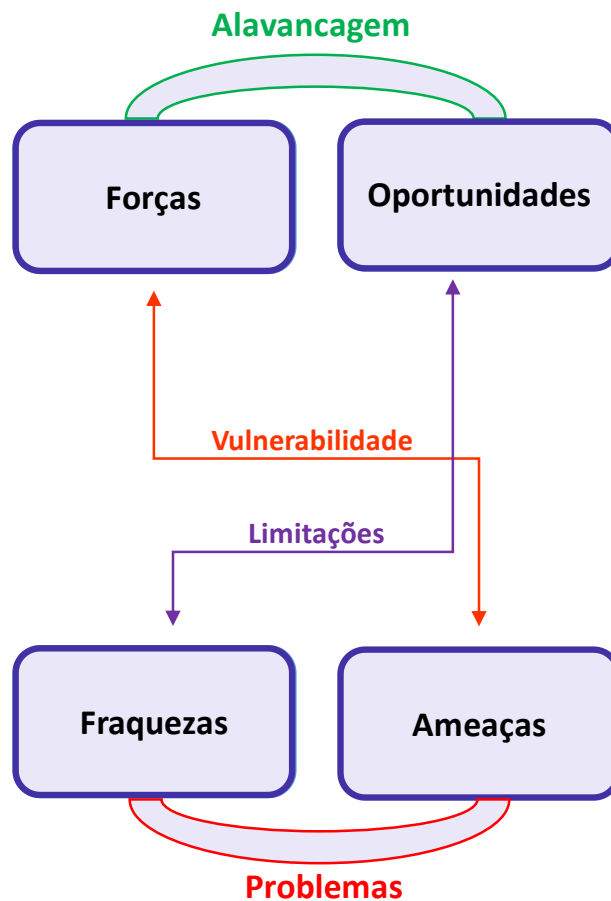 Alavancagem
Forças
Oportunidades
Vulnerabilidade
Limitações
Fraquezas
Ameaças
Problemas